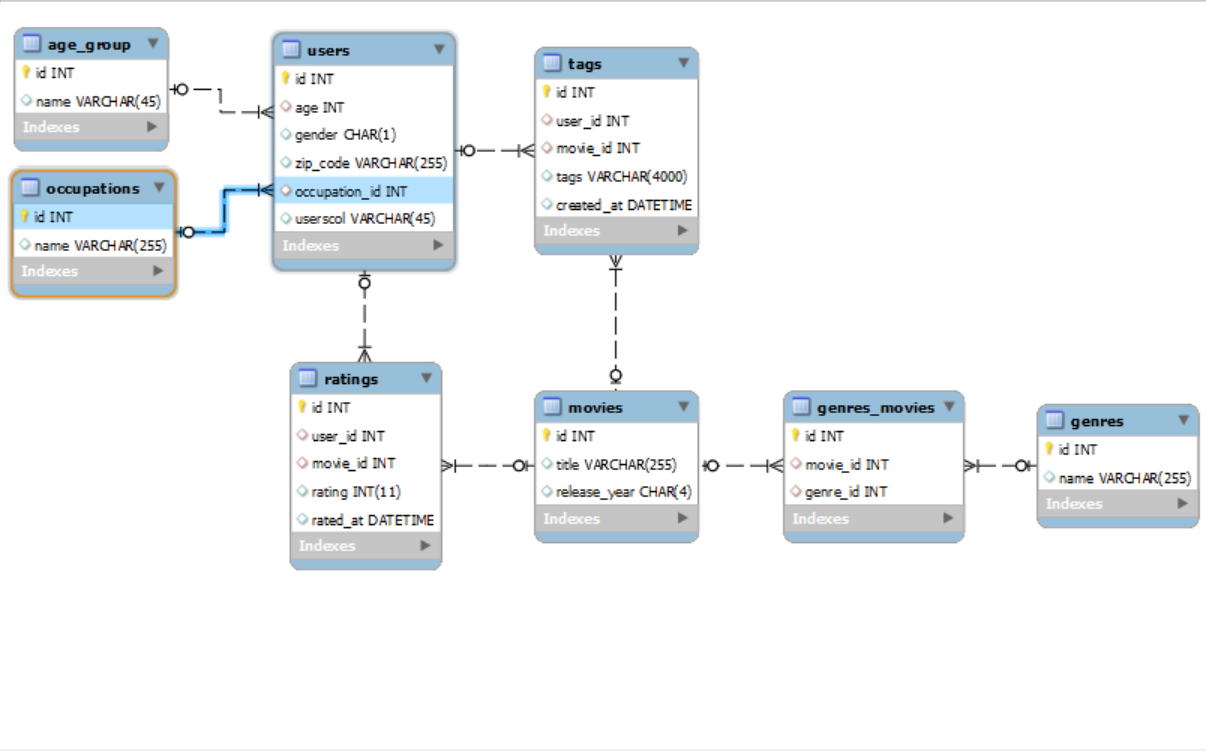 age_group
id INT
name VARCHAR(45)
Indexes
occupations
id INT
name VARCHAR(255)
Indexes
users
id INT
age INT
gender CHAR(1)
zip_code VARCHAR(255)
occupation_id INT
userscol VARCHAR(45)
Indexes
tags
id INT
user_id INT
movie_id INT
tags VARCHAR(4000)
created_at DATETIME
Indexes
ratings
id INT
user_id INT
movie_id INT
rating INT(11)
rated_at DATETIME
Indexes
movies
id INT
title VARCHAR(255)
release_year CHAR(4)
Indexes
genres_movies
id INT
movie_id INT
genre_id INT
Indexes
genres
id INT
name VARCHAR(255)
Indexes